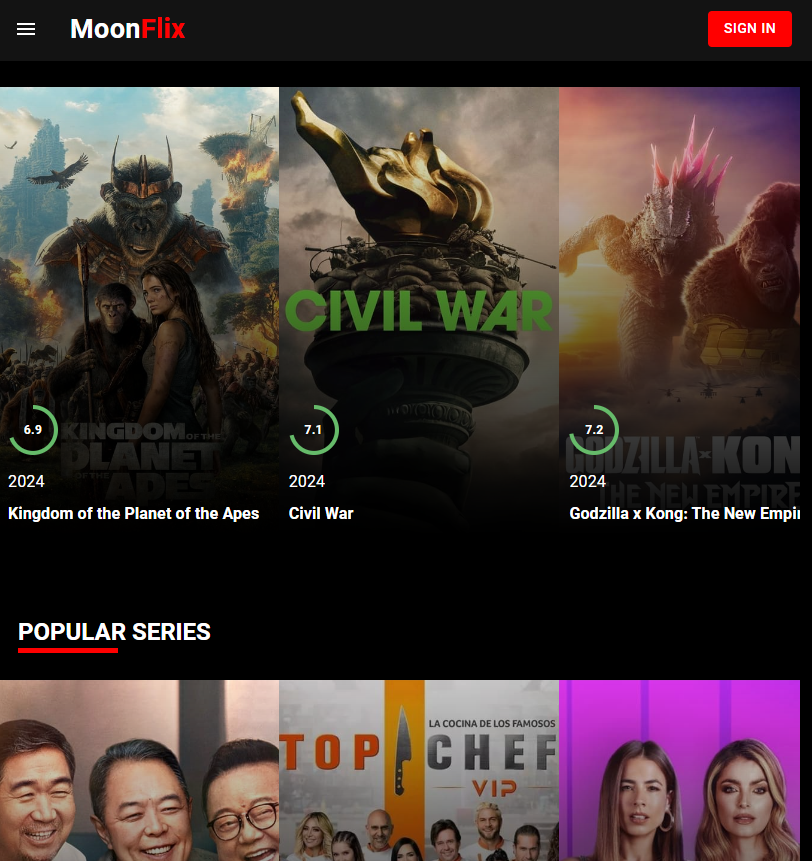 MoonFlix
SIGN IN
CIVIL WAR
6.9
7.1
7.2
KINGDOM OF THE
PLANET
OF THE
APES
GODZILLA x KONG
THE NEW EMPIRE
2024
2024
2024
Kingdom of the Planet of the Apes
Civil War
Godzilla x Kong: The New Empir
POPULAR SERIES
LA COCINA DE LOS FAMOSOS
TOP CHEF
VIP